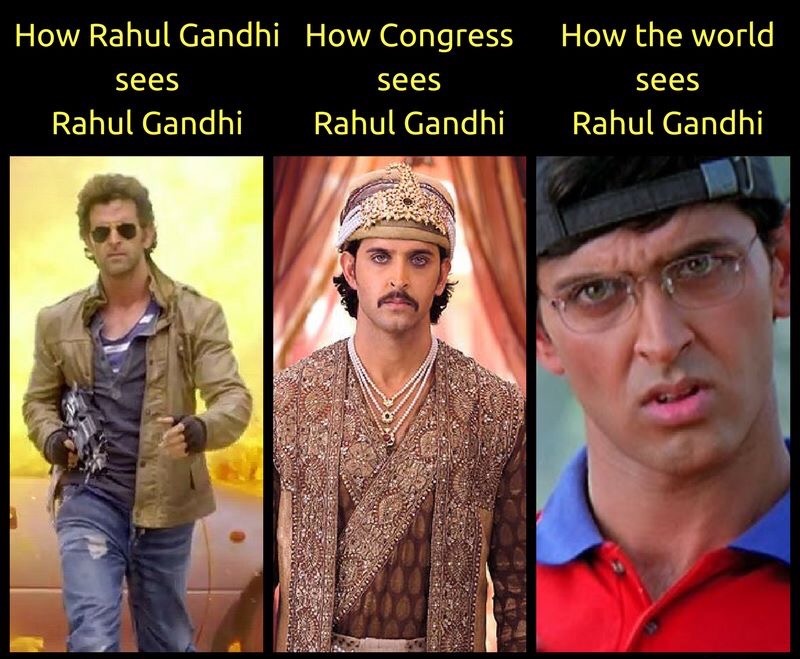 How Rahul Gandhi
sees
Rahul Gandhi
How Congress
sees
Rahul Gandhi
How the world
sees
Rahul Gandhi